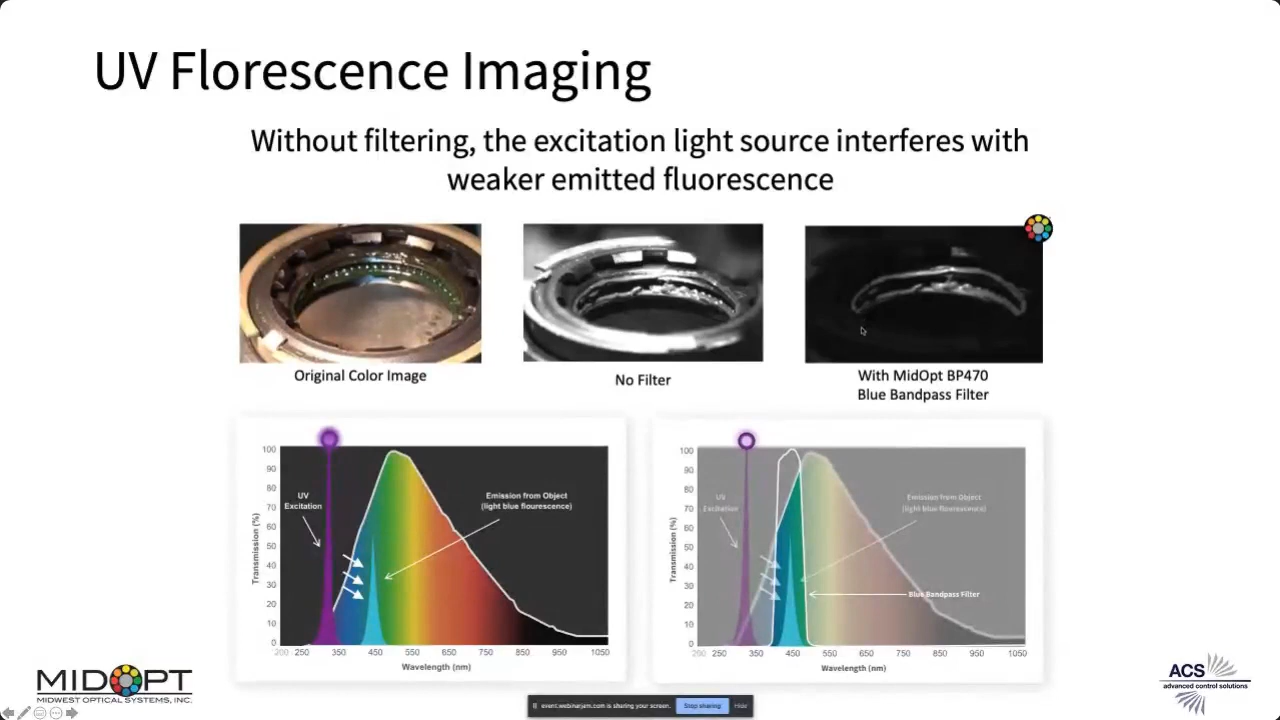 UV Florescence Imaging
Without filtering, the excitation light source interferes with
weaker emitted fluorescence
Original Color Image
No Filter
With MidOpt BP470
Blue Bandpass Filter
100
90
80
70
60
50
40
30
20
10
0
Transmission (%)
UV
Excitation
Emission from Object
(light blue flourescence)
200 250 350 450 550 650 750 850 950 1050
Wavelength (nm)
100
90
80
70
60
50
40
30
20
10
0
Transmission (%)
UV
Excitation
Emission from Object
(light blue flourescence)
Blue Bandpass Filter
200 250 350 450 550 650 750 850 950 1050
Wavelength (nm)
MIDOPT
MIDWEST OPTICAL SYSTEMS, INC.
event.webinarjam.com is sharing your screen.
Stop sharing
Hide
ACS
advanced control solutions